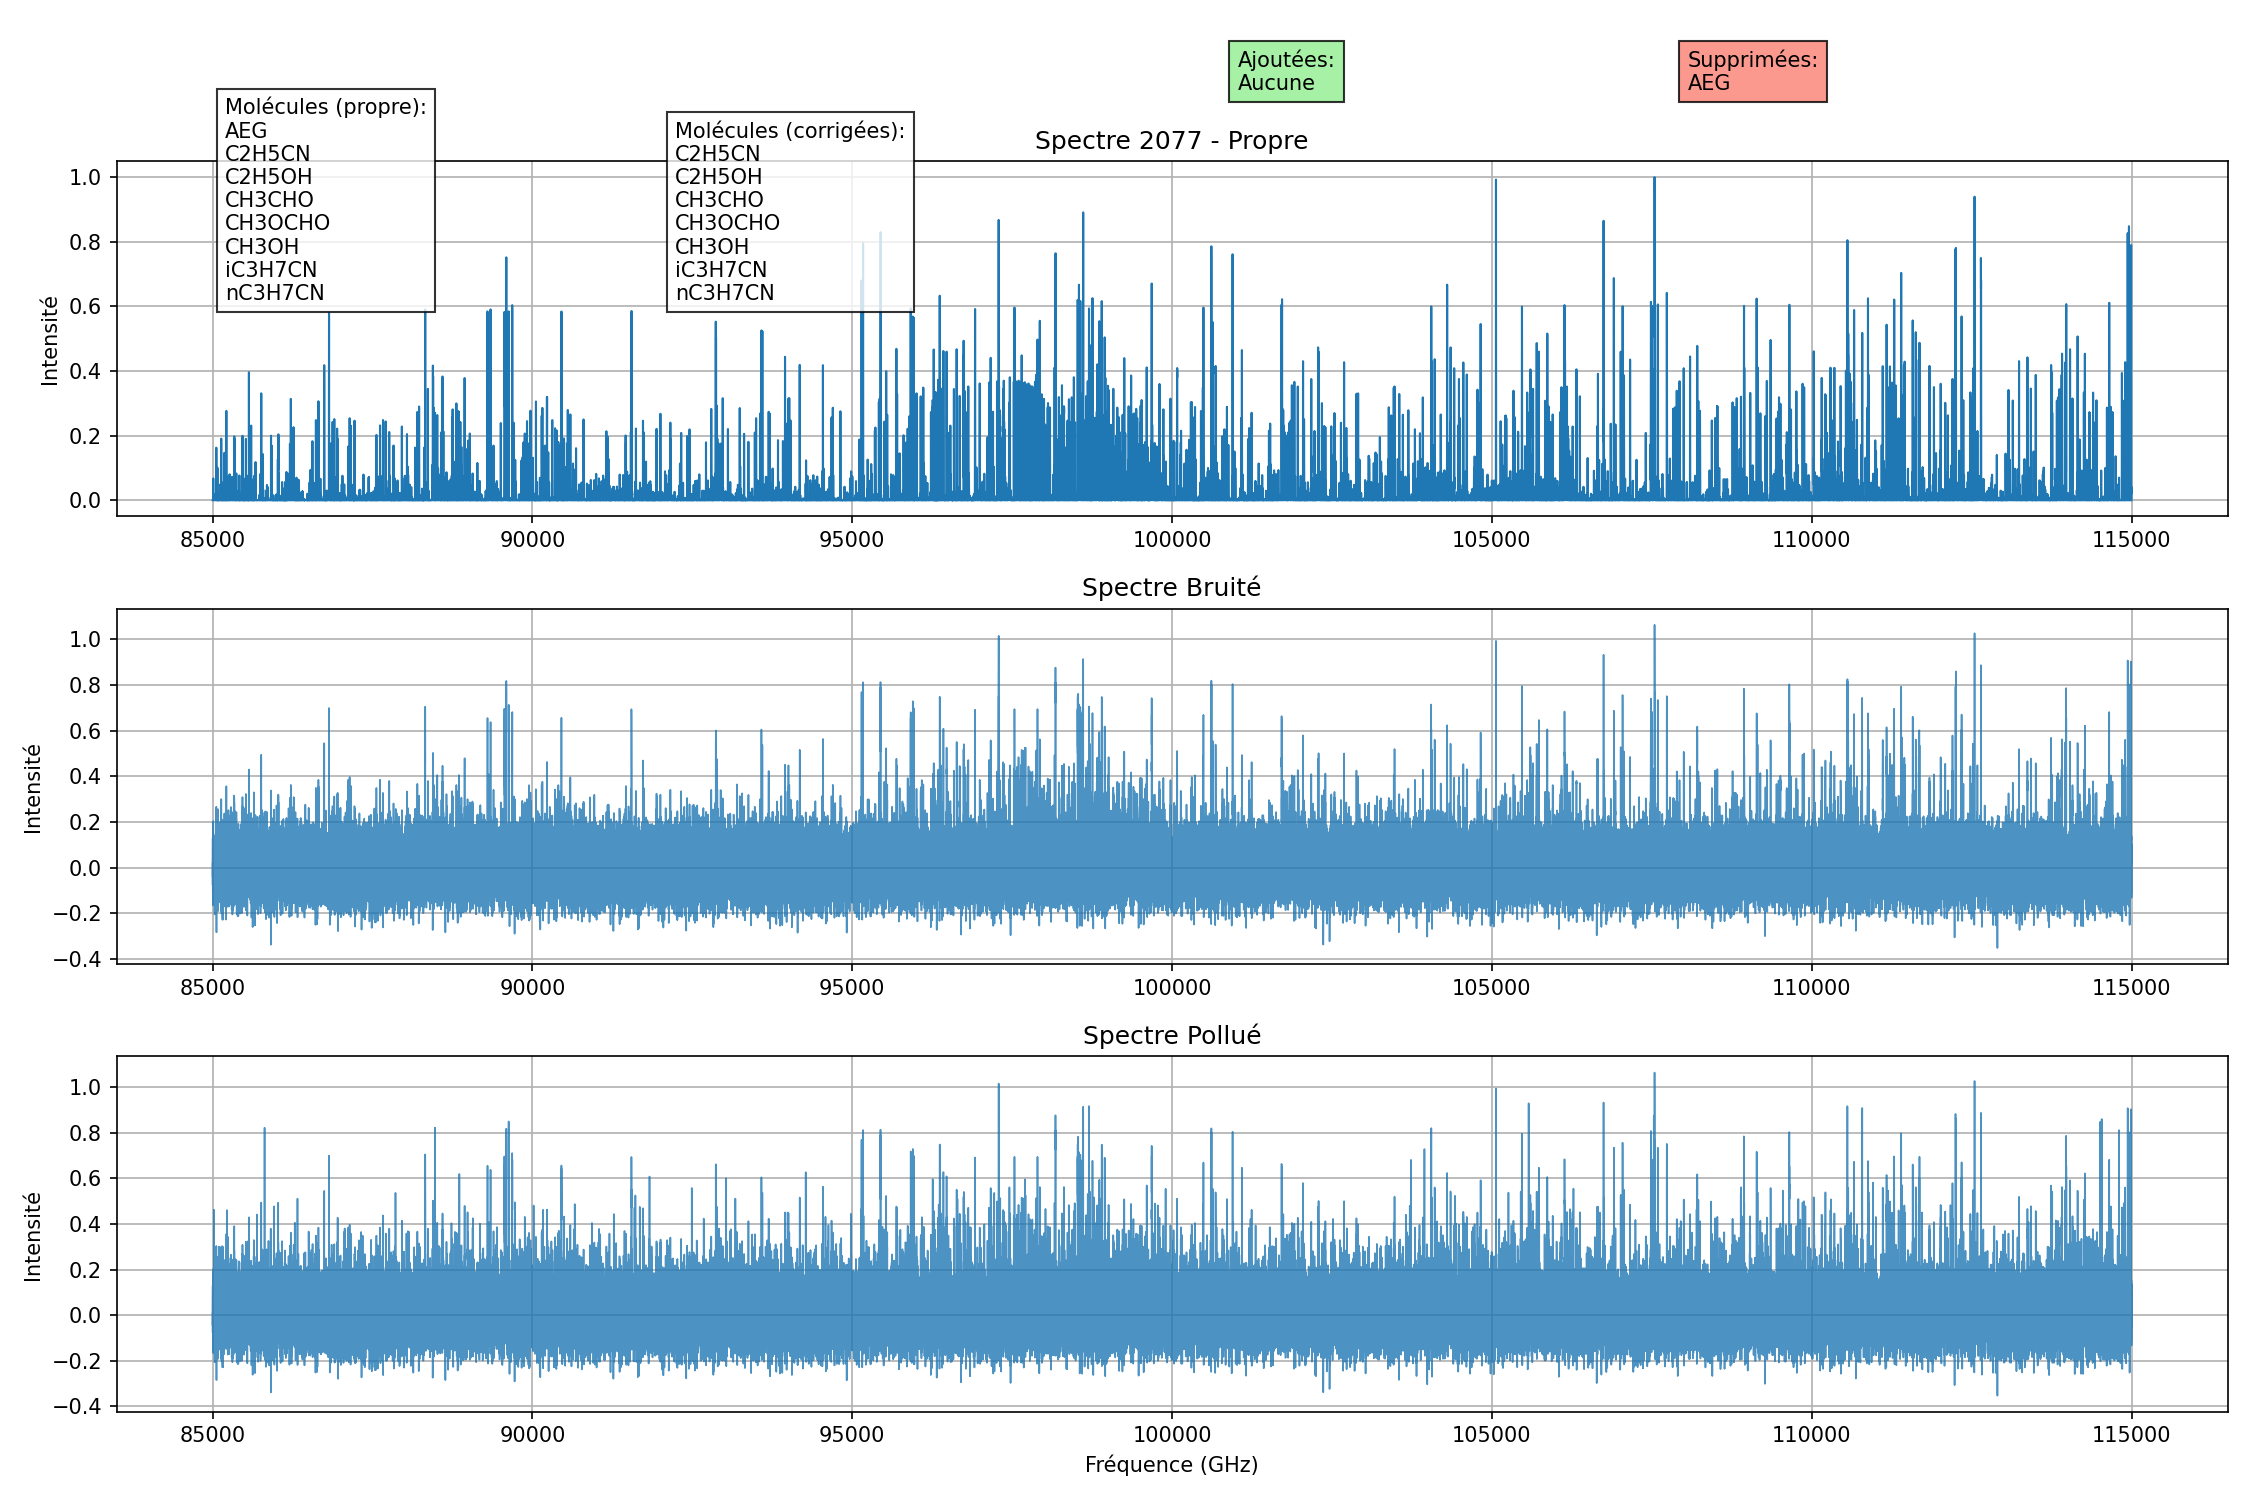 Ajoutées:
Aucune
Supprimées:
AEG
Molécules (propre):
AEG
C2H5CN
C2H5OH
CH3CHO
CH3OCHO
CH3OH
iC3H7CN
nC3H7CN
Molécules (corrigées):
C2H5CN
C2H5OH
CH3CHO
CH3OCHO
CH3OH
iC3H7CN
nC3H7CN
Spectre 2077 - Propre
Intensité
1.0
0.8
0.6
0.4
0.2
0.0
85000 90000 95000 100000 105000 110000 115000
Spectre Bruité
Intensité
1.0
0.8
0.6
0.4
0.2
0.0
−0.2
−0.4
85000 90000 95000 100000 105000 110000 115000
Spectre Pollué
Intensité
1.0
0.8
0.6
0.4
0.2
0.0
−0.2
−0.4
85000 90000 95000 100000 105000 110000 115000
Fréquence (GHz)